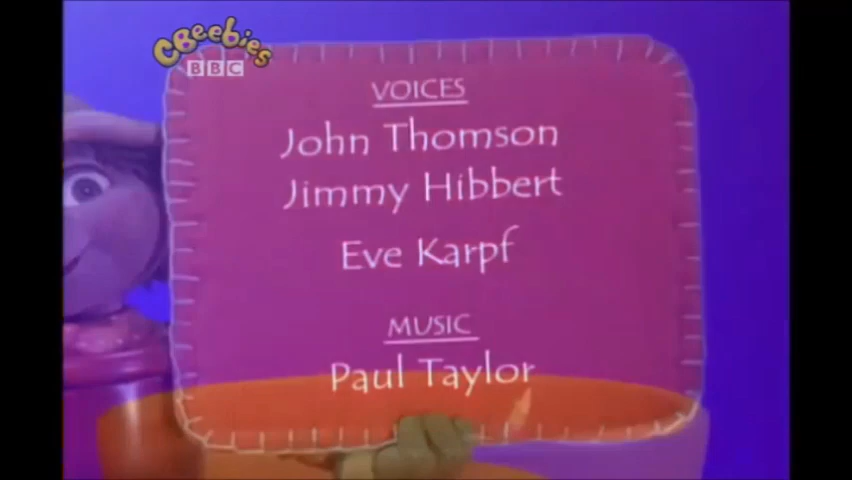 CBeebies
BBC
VOICES
John Thomson
Jimmy Hibbert
Eve Karpf
MUSIC
Paul Taylor